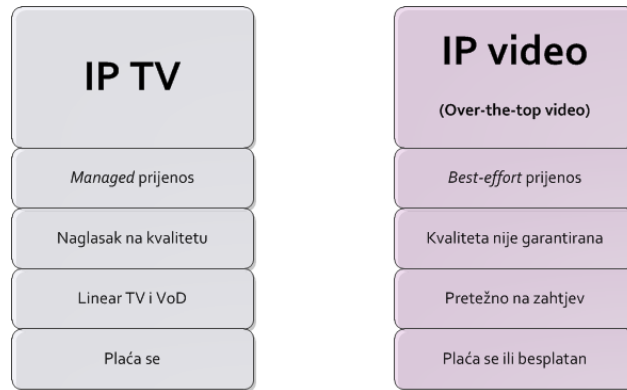 IP TV
Managed prijenos
Naglasak na kvalitetu
Linear TV i VoD
Plaća se
IP video
(Over-the-top video)
Best-effort prijenos
Kvaliteta nije garantirana
Pretežno na zahtjev
Plaća se ili besplatan